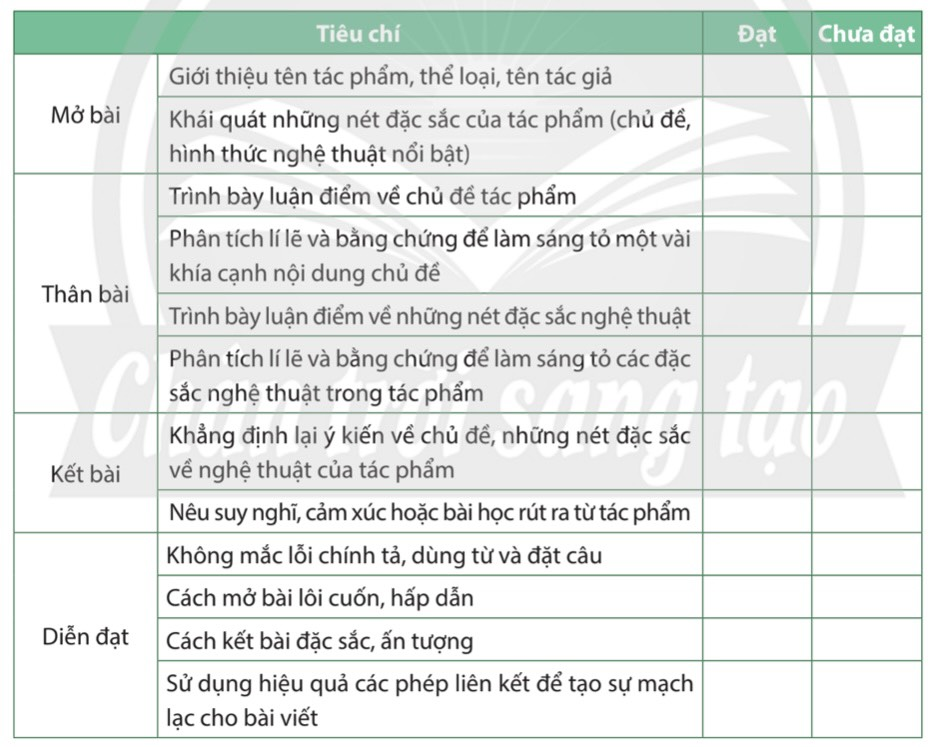 Tiêu chí Đạt Chưa đạt
Mở bài
Giới thiệu tên tác phẩm, thể loại, tên tác giả
Khái quát những nét đặc sắc của tác phẩm (chủ đề,
hình thức nghệ thuật nổi bật)
Thân bài
Trình bày luận điểm về chủ đề tác phẩm
Phân tích lí lẽ và bằng chứng để làm sáng tỏ một vài
khía cạnh nội dung chủ đề
Trình bày luận điểm về những nét đặc sắc nghệ thuật
Phân tích lí lẽ và bằng chứng để làm sáng tỏ các đặc
sắc nghệ thuật trong tác phẩm
Kết bài
Khẳng định lại ý kiến về chủ đề, những nét đặc sắc
về nghệ thuật của tác phẩm
Nêu suy nghĩ, cảm xúc hoặc bài học rút ra từ tác phẩm
Diễn đạt
Không mắc lỗi chính tả, dùng từ và đặt câu
Cách mở bài lôi cuốn, hấp dẫn
Cách kết bài đặc sắc, ấn tượng
Sử dụng hiệu quả các phép liên kết để tạo sự mạch
lạc cho bài viết
Chân trời sáng tạo